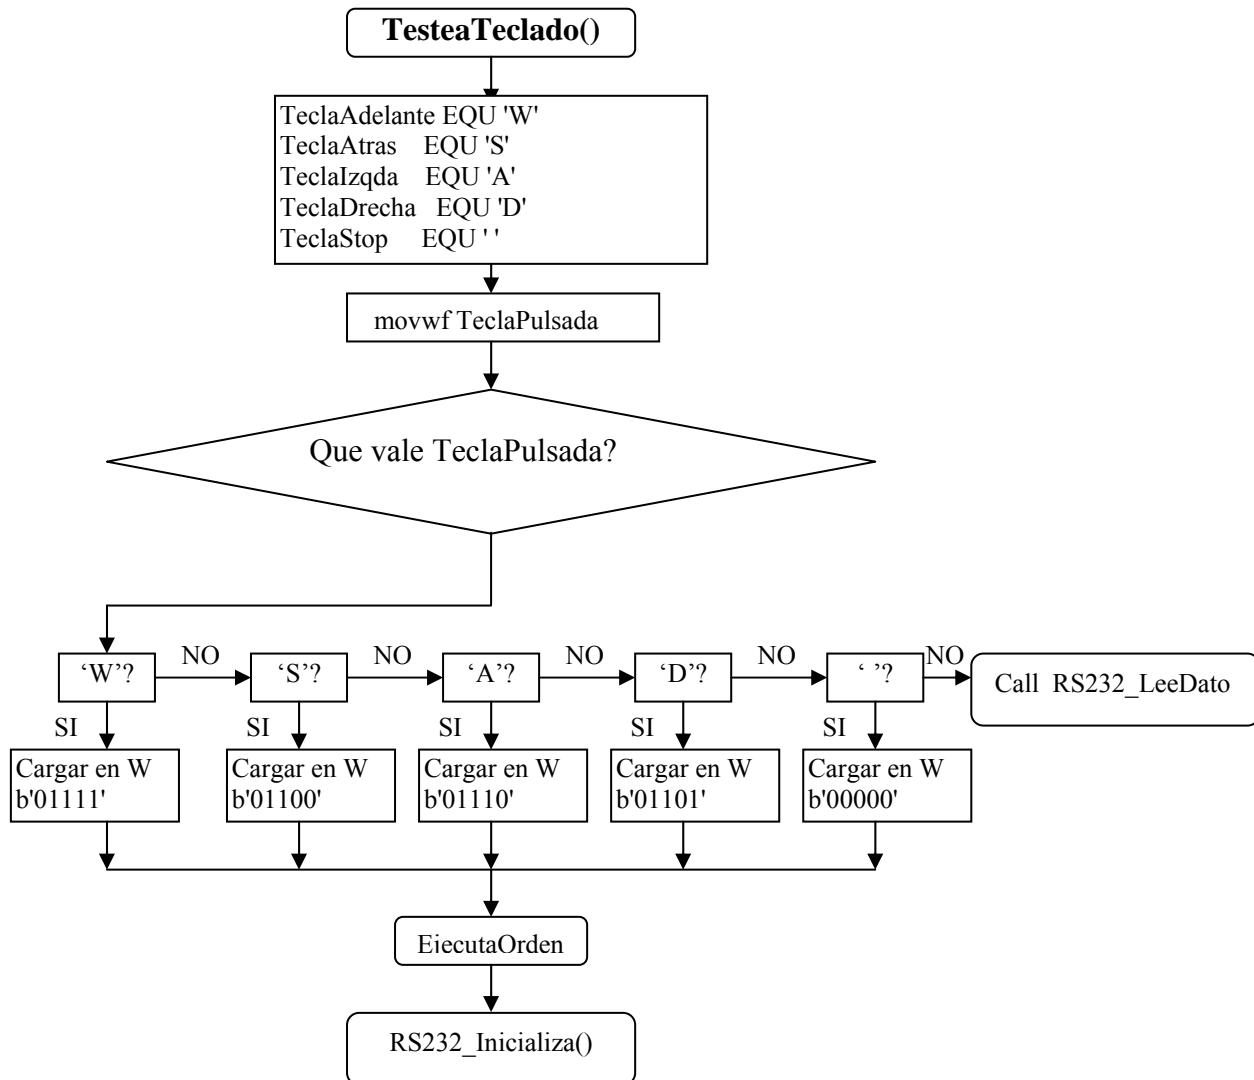 TesteaTeclado()
TeclaAdelante EQU 'W'
TeclaAtras EQU 'S'
TeclaIzqda EQU 'A'
TeclaDrecha EQU 'D'
TeclaStop EQU ' '
movwf TeclaPulsada
Que vale TeclaPulsada?
‘W’?
NO
‘S’?
NO
‘A’?
NO
‘D’?
NO
‘ ’?
NO
Call RS232_LeeDato
SI
SI
SI
SI
SI
Cargar en W
b'01111'
Cargar en W
b'01100'
Cargar en W
b'01110'
Cargar en W
b'01101'
Cargar en W
b'00000'
EjecutaOrden
RS232_Inicializa()